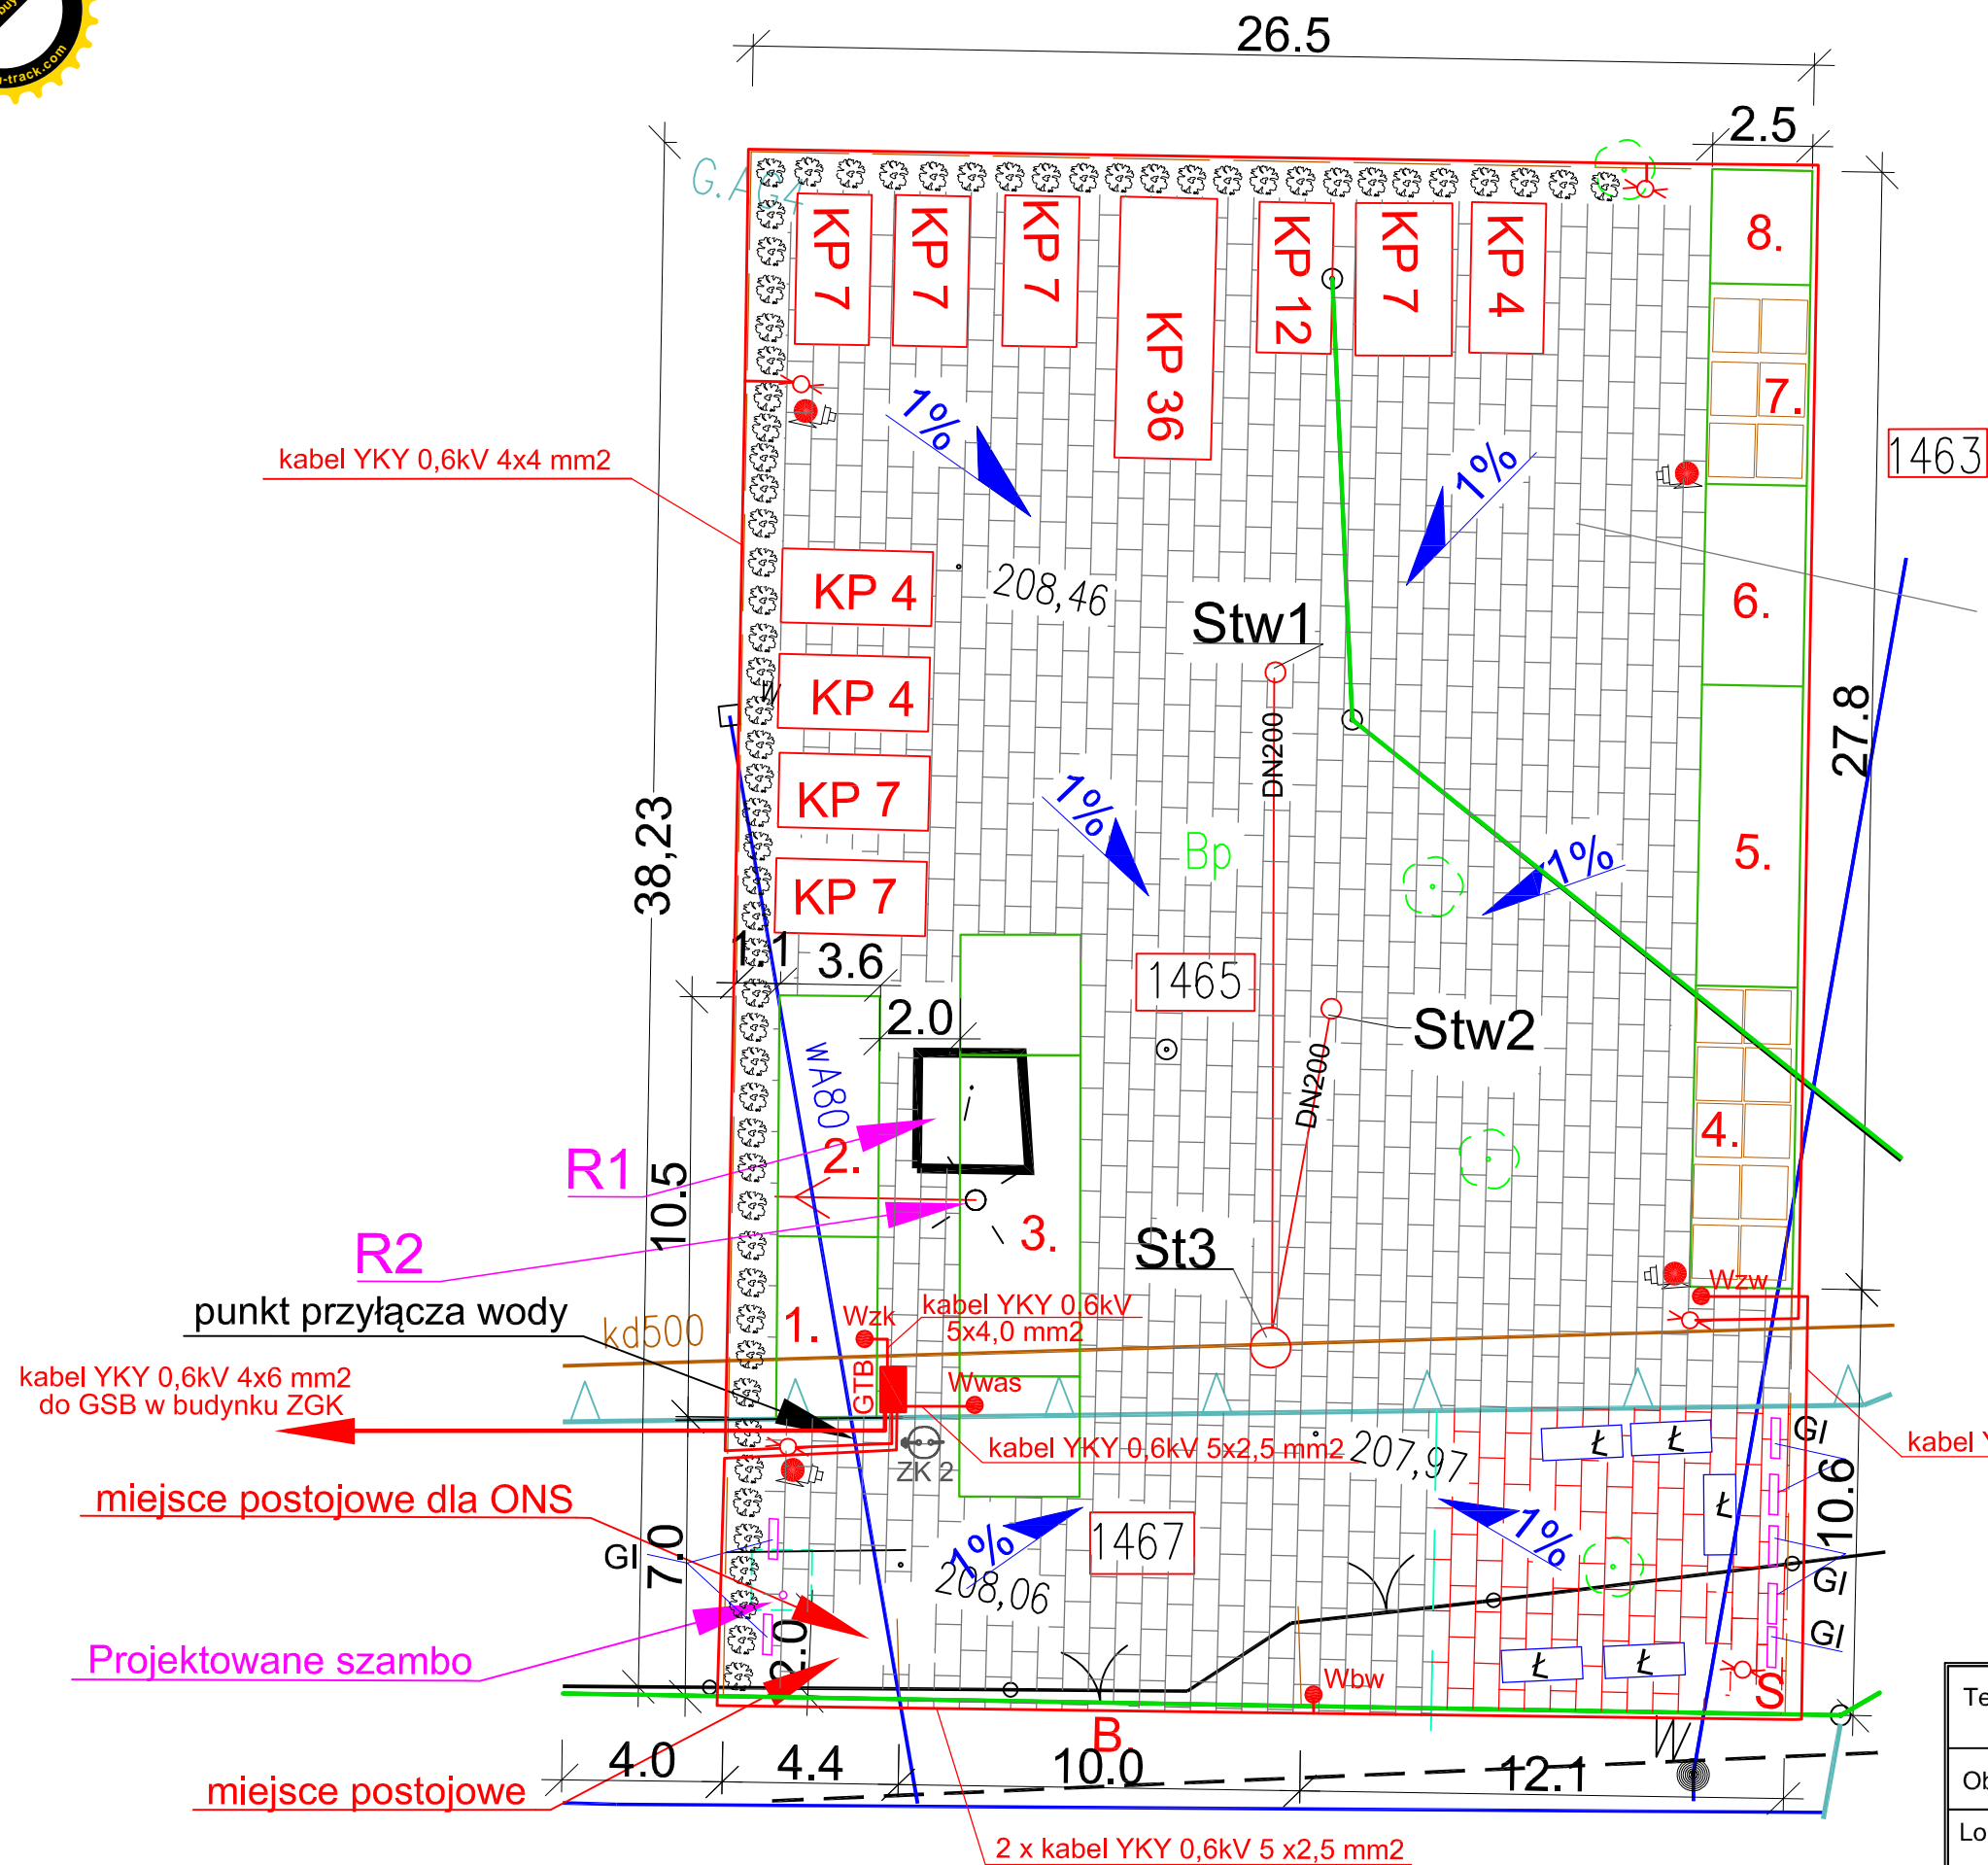 26.5
2.5
G.AG4
KP 7
KP 7
KP 7
KP 36
KP 12
KP 7
KP 4
8.
7.
1463
1%
1%
kabel YKY 0,6kV 4x4 mm2
KP 4
208,46
Stw1
6.
KP 4
W
DN200
27.8
KP 7
1%
Bp
1%
5.
38,23
KP 7
1.1
3.6
1465
2.0
Stw2
WA80
i
DN200
R1
2.
4.
10.5
R2
3.
St3
Wzw
punkt przyłącza wody
kd500
1.
Wzk
kabel YKY 0,6kV
5x4,0 mm2
kabel YKY 0,6kV 4x6 mm2
do GSB w budynku ZGK
GTB
Wwas
kabel YKY 0,6kV 5x2,5 mm2
207,97
ZK 2
Ł
Ł
GI
kabel
10.6
miejsce postojowe dla ONS
Ł
7.0
GI
1%
1467
1%
208,06
GI
GI
Projektowane szambo
2.0
Ł
Ł
Wbw
S
B.
W
4.0
4.4
10.0
12.1
miejsce postojowe
2 x kabel YKY 0,6kV 5 x2,5 mm2